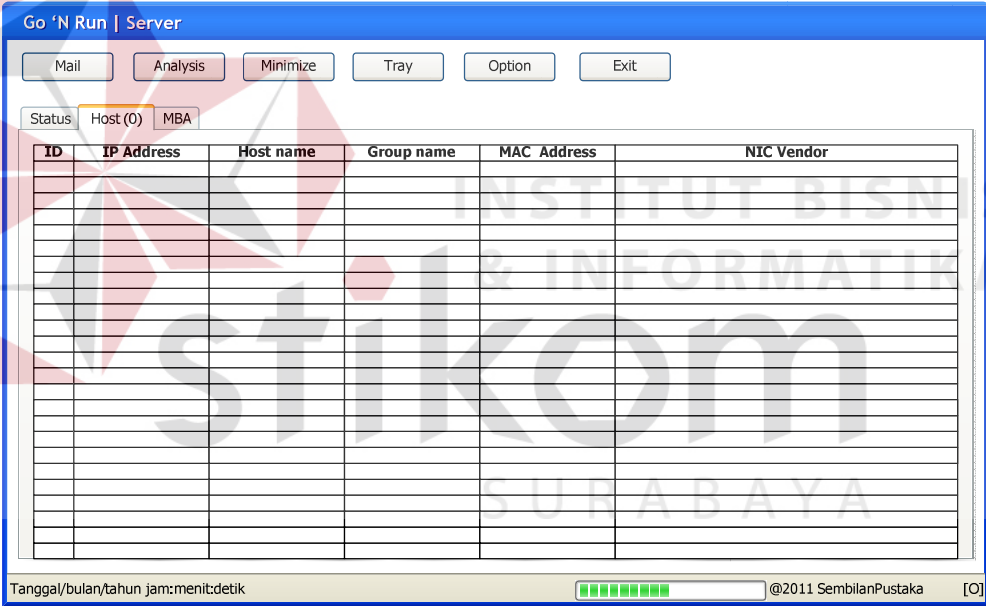 Go ‘N Run | Server
Mail Analysis Minimize Tray Option Exit
Status Host (0) MBA
ID IP Address Host name Group name MAC Address NIC Vendor
INSTITUT BISNIS
& INFORMATIKA
stikom
SURABAYA
Tanggal/bulan/tahun jam:menit:detik @2011 SembilanPustaka [O]